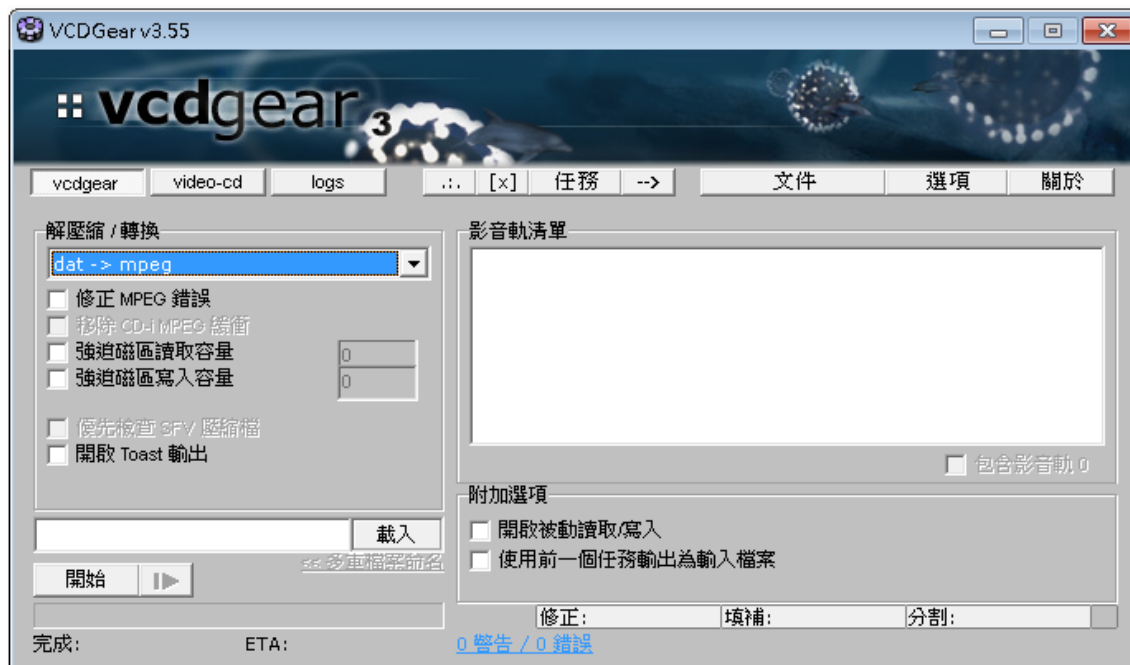 VCDGear v3.55
vcdgear 3
vcdgear video-cd logs .:. [x] 任務 --> 文件 選項 關於
解壓縮 / 轉換
dat -> mpeg
修正 MPEG 錯誤
移除 CD-i MPEG 緩衝
強迫磁區讀取容量 0
強迫磁區寫入容量 0
優先檢查 SFV 壓縮檔
開啟 Toast 輸出
影音軌清單
包含影音軌 0
附加選項
開啟被動讀取/寫入
使用前一個任務輸出為輸入檔案
載入
<< 多重檔案命名
開始
修正: 填補: 分割:
完成: ETA: 0 警告 / 0 錯誤